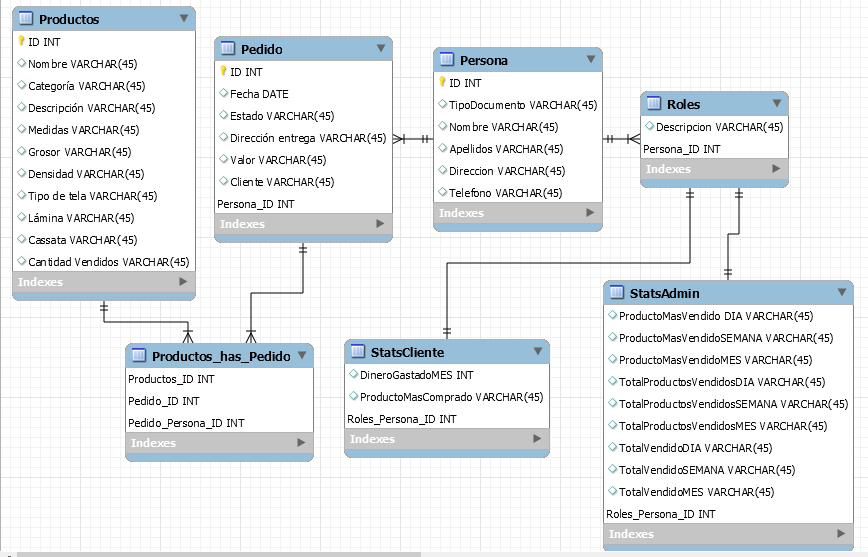 Productos
ID INT
Nombre VARCHAR(45)
Categoría VARCHAR(45)
Descripción VARCHAR(45)
Medidas VARCHAR(45)
Grosor VARCHAR(45)
Densidad VARCHAR(45)
Tipo de tela VARCHAR(45)
Lámina VARCHAR(45)
Cassata VARCHAR(45)
Cantidad Vendidos VARCHAR(45)
Indexes
Pedido
ID INT
Fecha DATE
Estado VARCHAR(45)
Dirección entrega VARCHAR(45)
Valor VARCHAR(45)
Cliente VARCHAR(45)
Persona_ID INT
Indexes
Persona
ID INT
TipoDocumento VARCHAR(45)
Nombre VARCHAR(45)
Apellidos VARCHAR(45)
Direccion VARCHAR(45)
Telefono VARCHAR(45)
Indexes
Roles
Descripcion VARCHAR(45)
Persona_ID INT
Indexes
Productos_has_Pedido
Productos_ID INT
Pedido_ID INT
Pedido_Persona_ID INT
Indexes
StatsCliente
DineroGastadoMES INT
ProductoMasComprado VARCHAR(45)
Roles_Persona_ID INT
Indexes
StatsAdmin
ProductoMasVendido DIA VARCHAR(45)
ProductoMasVendidoSEMANA VARCHAR(45)
ProductoMasVendidoMES VARCHAR(45)
TotalProductosVendidosDIA VARCHAR(45)
TotalProductosVendidosSEMANA VARCHAR(45)
TotalProductosVendidosMES VARCHAR(45)
TotalVendidoDIA VARCHAR(45)
TotalVendidoSEMANA VARCHAR(45)
TotalVendidoMES VARCHAR(45)
Roles_Persona_ID INT
Indexes